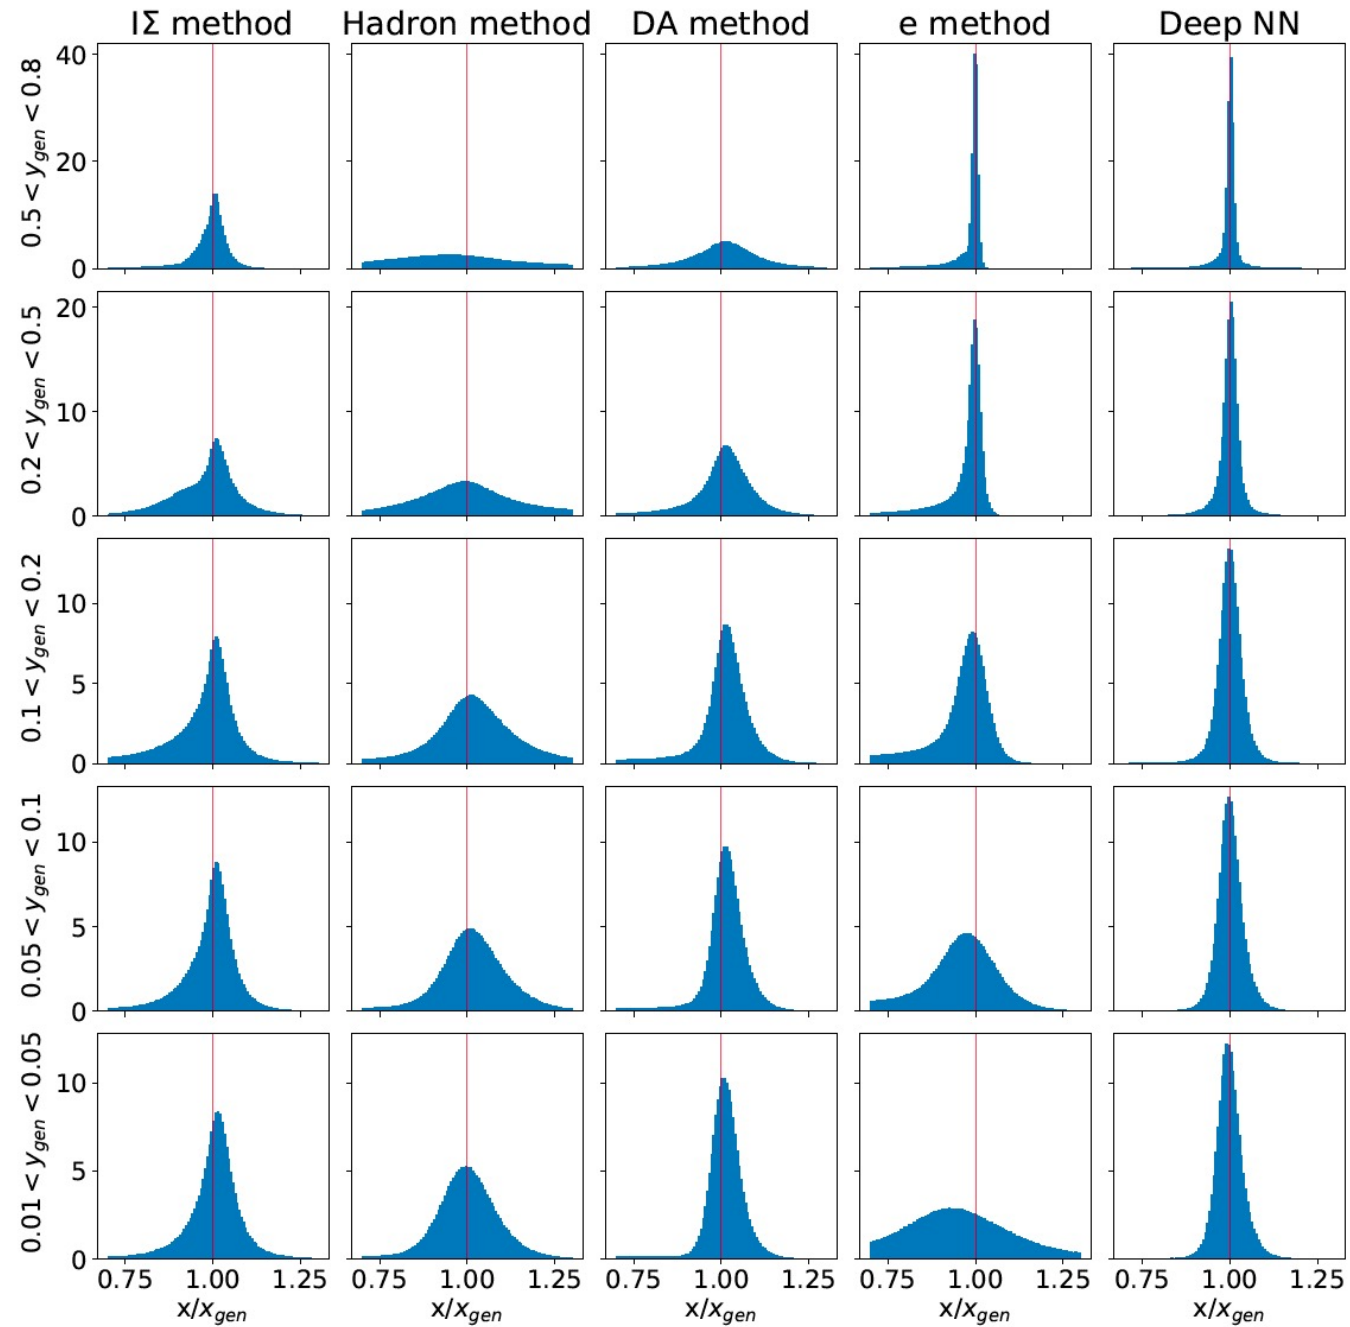 IΣ method Hadron method DA method e method Deep NN
0.5 < y_gen < 0.8
40
20
0
0.2 < y_gen < 0.5
20
10
0
0.1 < y_gen < 0.2
10
5
0
0.05 < y_gen < 0.1
10
5
0
0.01 < y_gen < 0.05
10
5
0
0.75 1.00 1.25 0.75 1.00 1.25 0.75 1.00 1.25 0.75 1.00 1.25 0.75 1.00 1.25
x/x_gen x/x_gen x/x_gen x/x_gen x/x_gen